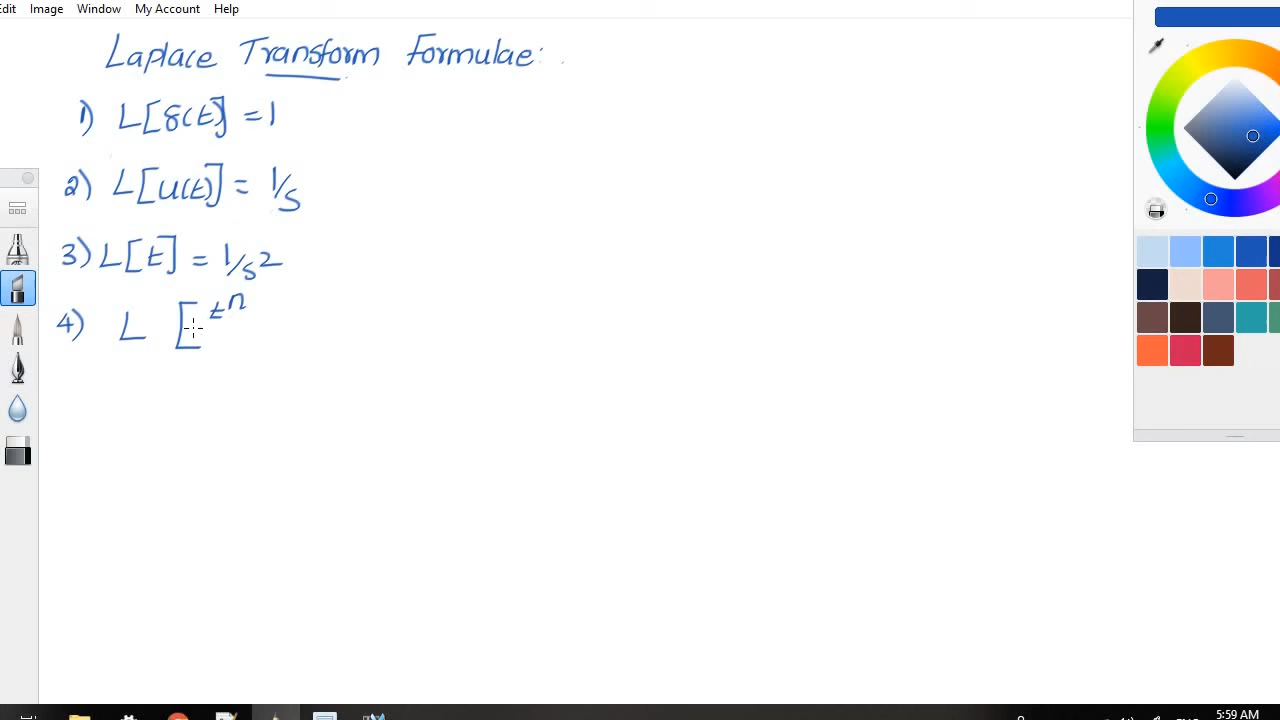 dit Image Window My Account Help
Laplace Transform Formulae:
1) L[δ(t)] = 1
2) L[u(t)] = 1/s
3) L[t] = 1/s2
4) L [t^n
5:59 AM